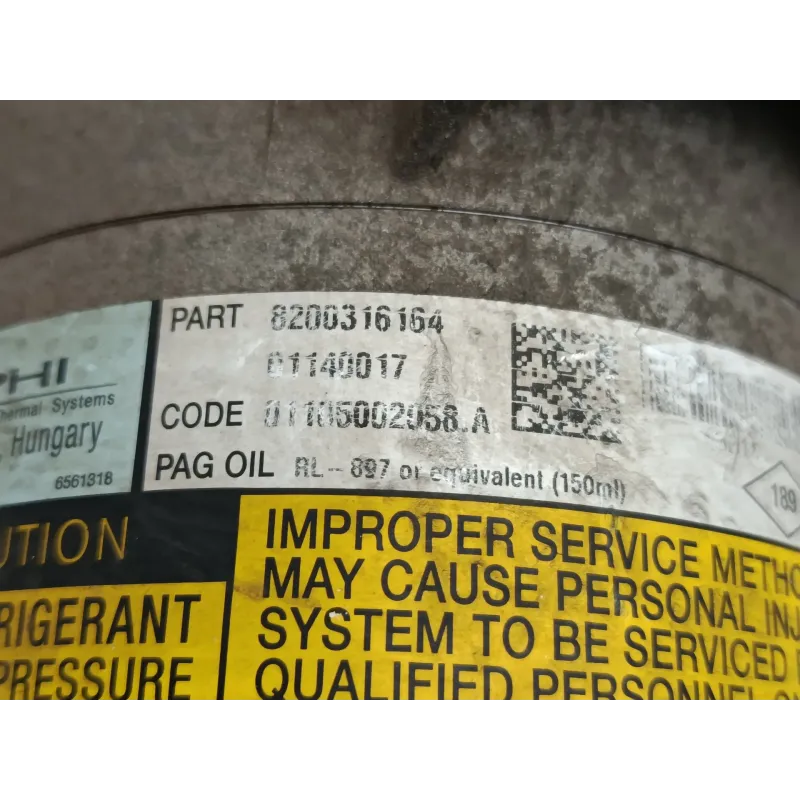 PART 8200316164
01140017
CODE 01105002058.A
PAG OIL RL-897 or equivalent (150ml)
PHI
Thermal Systems
Hungary
6561318
189
UTION
RIGERANT
PRESSURE
IMPROPER SERVICE METHO
MAY CAUSE PERSONAL INJ
SYSTEM TO BE SERVICED
QUALIFIED PERSONNEL